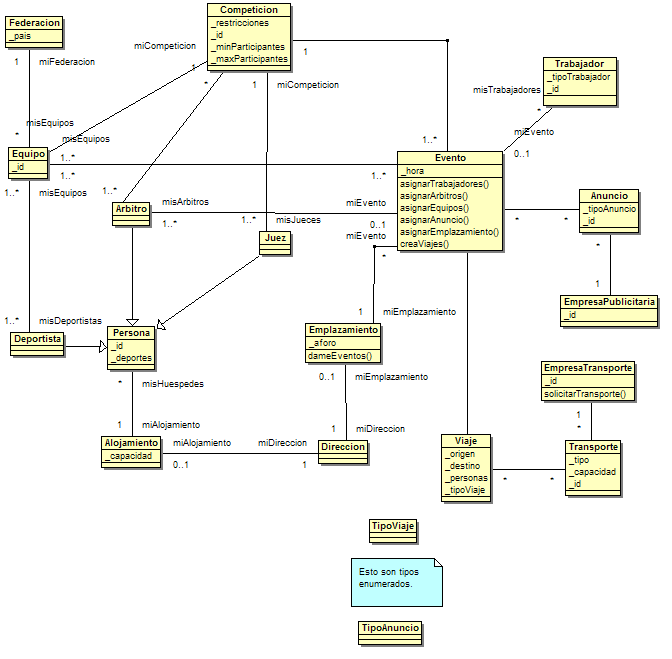 Federacion
_pais
1
miFederacion
*
misEquipos
Competicion
_restricciones
_id
_minParticipantes
_maxParticipantes
miCompeticion
1
*
1
miCompeticion
1
1..*
Trabajador
_tipoTrabajador
_id
misTrabajadores
*
miEvento
0..1
Equipo
_id
misEquipos
1..*
1..*
1..*
misEquipos
1..*
Evento
_hora
asignarTrabajadores()
asignarArbitros()
asignarEquipos()
asignarAnuncio()
asignarEmplazamiento()
creaViajes()
1..*
Arbitro
misArbitros
1..*
miEvento
0..1
1..*
misJueces
Juez
miEvento
*
*
*
Anuncio
_tipoAnuncio
_id
*
1
EmpresaPublicitaria
_id
1..*
misDeportistas
Deportista
Persona
_id
_deportes
1
miEmplazamiento
Emplazamiento
_aforo
dameEventos()
0..1
miEmplazamiento
*
misHuespedes
1
miAlojamiento
Alojamiento
_capacidad
miAlojamiento
0..1
miDireccion
1
1
miDireccion
Direccion
EmpresaTransporte
_id
solicitarTransporte()
1
*
Viaje
_origen
_destino
_personas
_tipoViaje
*
*
Transporte
_tipo
_capacidad
_id
TipoViaje
Esto son tipos
enumerados.
TipoAnuncio